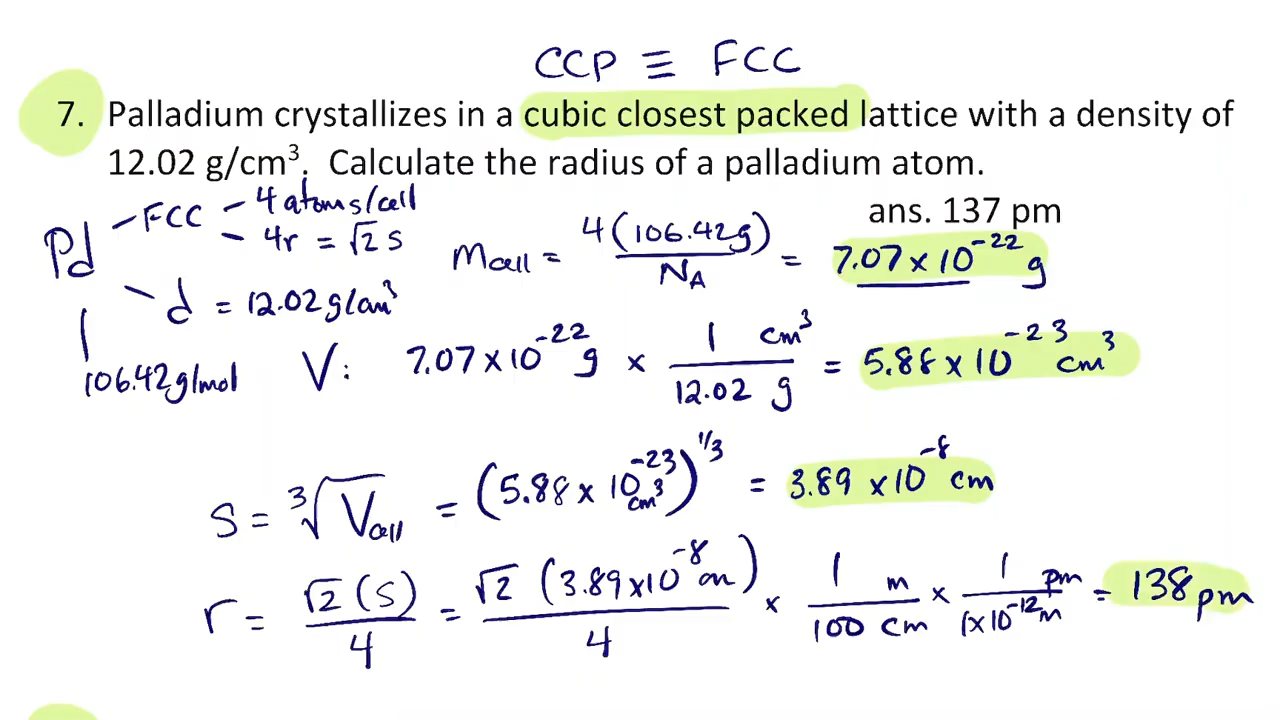 CCP ≡ FCC
7. Palladium crystallizes in a cubic closest packed lattice with a density of
12.02 g/cm³. Calculate the radius of a palladium atom.
ans. 137 pm
Pd – FCC – 4 atoms/cell
– 4r = √2 s
– d = 12.02 g/cm³
106.42 g/mol
m_cell = 4(106.42g)/N_A = 7.07 x 10⁻²² g
V: 7.07 x 10⁻²² g x 1 cm³/12.02 g = 5.88 x 10⁻²³ cm³
s = ³√V_cell = (5.88 x 10⁻²³ cm³)^1/3 = 3.89 x 10⁻⁸ cm
r = √2 (s)/4 = √2 (3.89 x 10⁻⁸ cm)/4 x 1 m/100 cm x 1 pm/1x10⁻¹² m = 138 pm